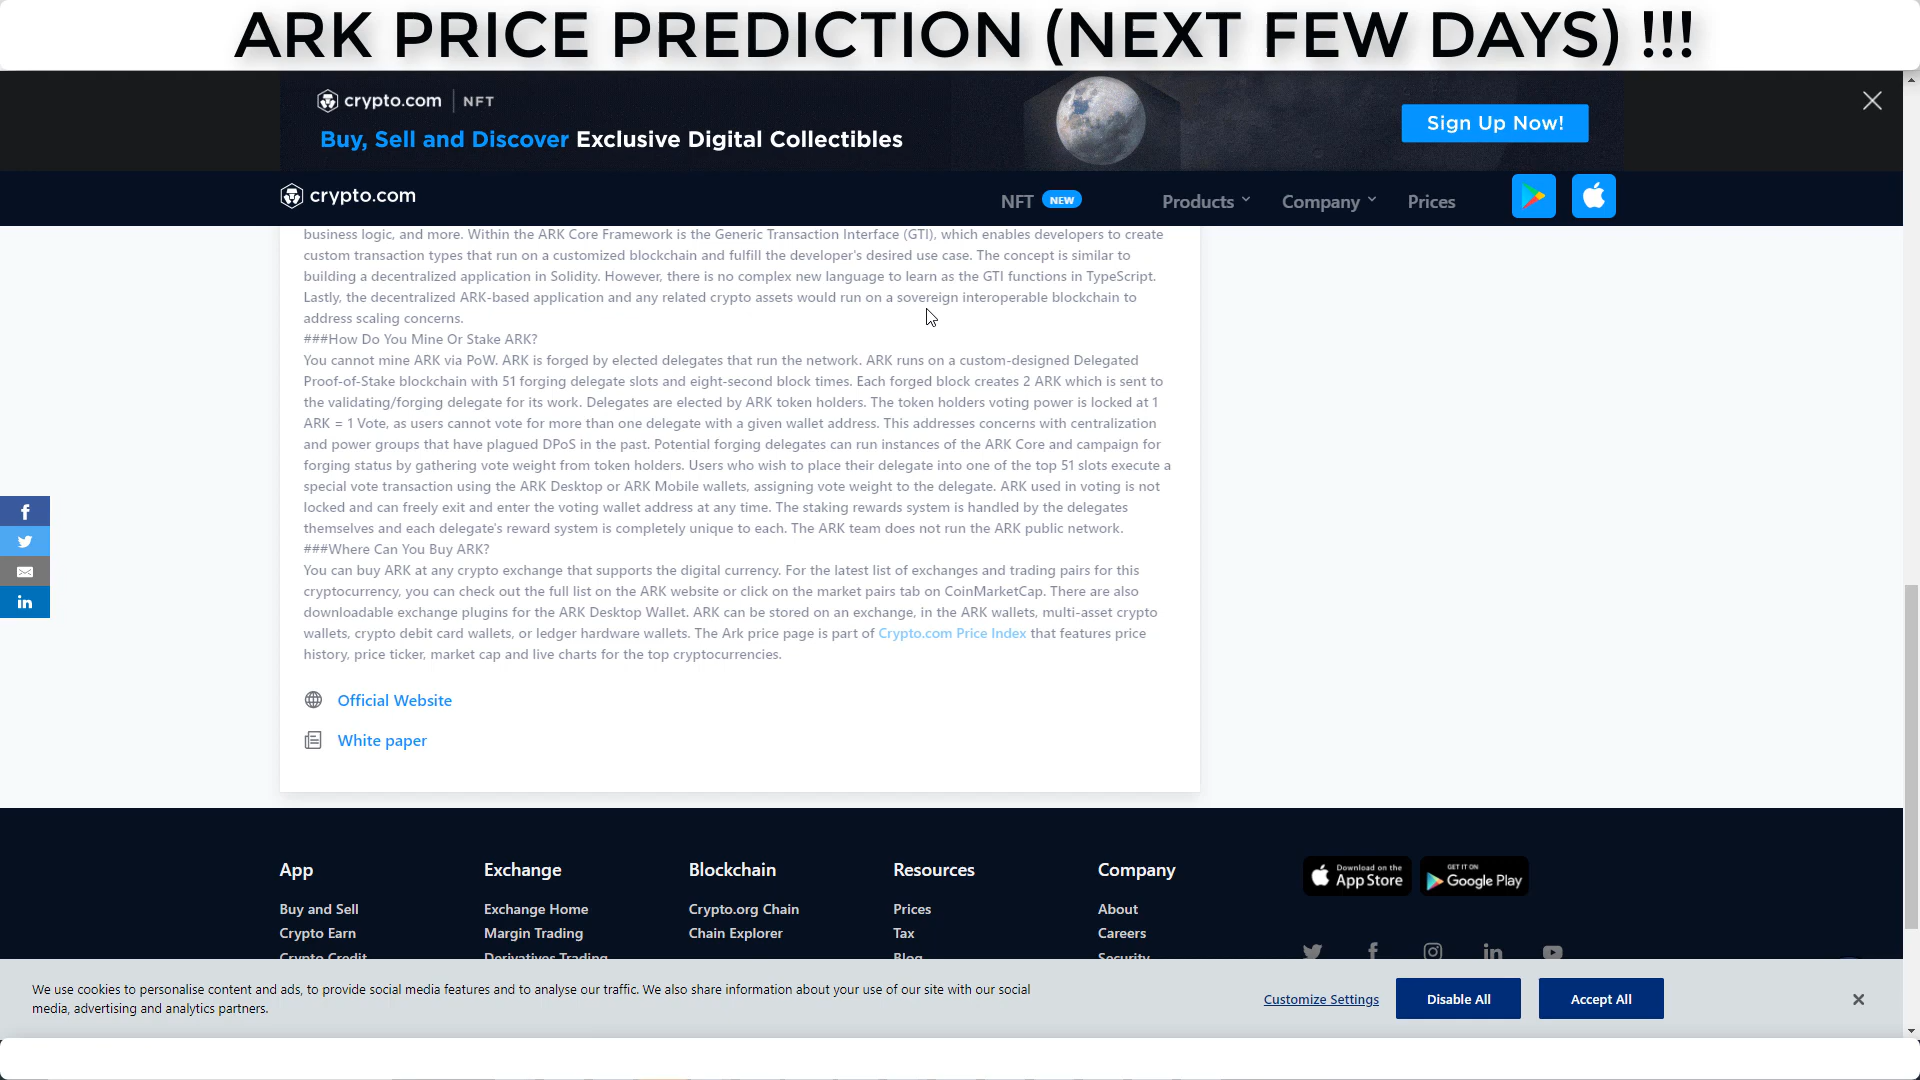 ARK PRICE PREDICTION (NEXT FEW DAYS) !!!
crypto.com | NFT
Buy, Sell and Discover Exclusive Digital Collectibles
Sign Up Now!
crypto.com
NFT NEW
Products
Company
Prices
business logic, and more. Within the ARK Core Framework is the Generic Transaction Interface (GTI), which enables developers to create
custom transaction types that run on a customized blockchain and fulfill the developer's desired use case. The concept is similar to
building a decentralized application in Solidity. However, there is no complex new language to learn as the GTI functions in TypeScript.
Lastly, the decentralized ARK-based application and any related crypto assets would run on a sovereign interoperable blockchain to
address scaling concerns.
###How Do You Mine Or Stake ARK?
You cannot mine ARK via PoW. ARK is forged by elected delegates that run the network. ARK runs on a custom-designed Delegated
Proof-of-Stake blockchain with 51 forging delegate slots and eight-second block times. Each forged block creates 2 ARK which is sent to
the validating/forging delegate for its work. Delegates are elected by ARK token holders. The token holders voting power is locked at 1
ARK = 1 Vote, as users cannot vote for more than one delegate with a given wallet address. This addresses concerns with centralization
and power groups that have plagued DPoS in the past. Potential forging delegates can run instances of the ARK Core and campaign for
forging status by gathering vote weight from token holders. Users who wish to place their delegate into one of the top 51 slots execute a
special vote transaction using the ARK Desktop or ARK Mobile wallets, assigning vote weight to the delegate. ARK used in voting is not
locked and can freely exit and enter the voting wallet address at any time. The staking rewards system is handled by the delegates
themselves and each delegate's reward system is completely unique to each. The ARK team does not run the ARK public network.
###Where Can You Buy ARK?
You can buy ARK at any crypto exchange that supports the digital currency. For the latest list of exchanges and trading pairs for this
cryptocurrency, you can check out the full list on the ARK website or click on the market pairs tab on CoinMarketCap. There are also
downloadable exchange plugins for the ARK Desktop Wallet. ARK can be stored on an exchange, in the ARK wallets, multi-asset crypto
wallets, crypto debit card wallets, or ledger hardware wallets. The Ark price page is part of Crypto.com Price Index that features price
history, price ticker, market cap and live charts for the top cryptocurrencies.
Official Website
White paper
App
Exchange
Blockchain
Resources
Company
Download on the
App Store
GET IT ON
Google Play
Buy and Sell
Exchange Home
Crypto.org Chain
Prices
About
Crypto Earn
Margin Trading
Chain Explorer
Tax
Careers
Crypto Credit
Derivatives Trading
Blog
Security
We use cookies to personalise content and ads, to provide social media features and to analyse our traffic. We also share information about your use of our site with our social
media, advertising and analytics partners.
Customize Settings
Disable All
Accept All